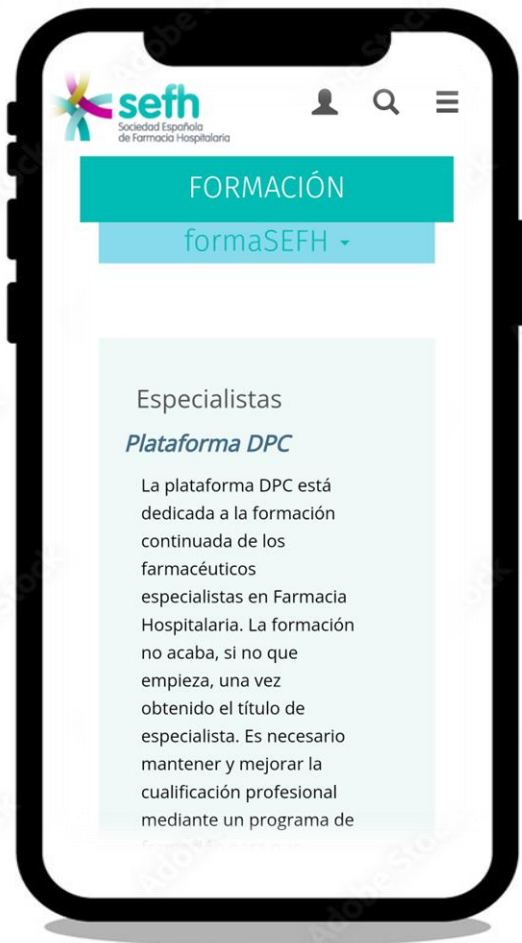 sefh
Sociedad Española
de Farmacia Hospitalaria
FORMACIÓN
formaSEFH
Especialistas
Plataforma DPC
La plataforma DPC está
dedicada a la formación
continuada de los
farmacéuticos
especialistas en Farmacia
Hospitalaria. La formación
no acaba, si no que
empieza, una vez
obtenido el título de
especialista. Es necesario
mantener y mejorar la
cualificación profesional
mediante un programa de